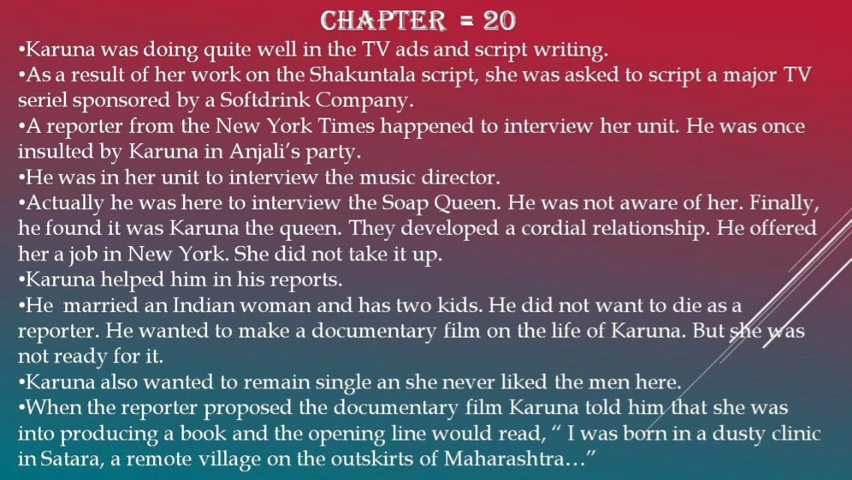 CHAPTER = 20
•Karuna was doing quite well in the TV ads and script writing.
•As a result of her work on the Shakuntala script, she was asked to script a major TV
seriel sponsored by a Softdrink Company.
•A reporter from the New York Times happened to interview her unit. He was once
insulted by Karuna in Anjali's party.
•He was in her unit to interview the music director.
•Actually he was here to interview the Soap Queen. He was not aware of her. Finally,
he found it was Karuna the queen. They developed a cordial relationship. He offered
her a job in New York. She did not take it up.
•Karuna helped him in his reports.
•He  married an Indian woman and has two kids. He did not want to die as a
reporter. He wanted to make a documentary film on the life of Karuna. But she was
not ready for it.
•Karuna also wanted to remain single an she never liked the men here.
•When the reporter proposed the documentary film Karuna told him that she was
into producing a book and the opening line would read, “ I was born in a dusty clinic
in Satara, a remote village on the outskirts of Maharashtra…”